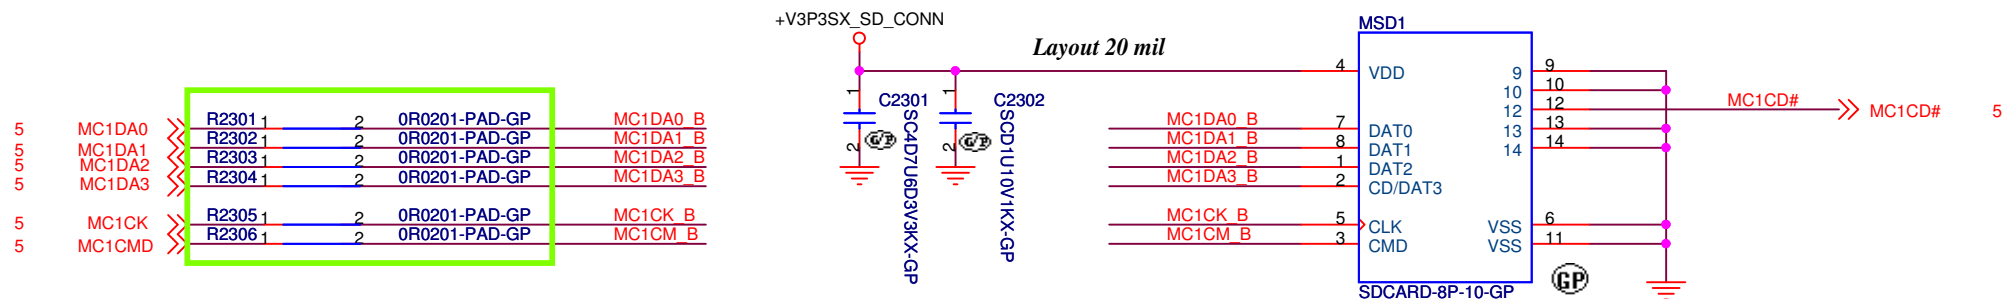 +V3P3SX_SD_CONN
Layout 20 mil
C2301
SC4D7U6D3V3KX-GP
1
2
C2302
SCD1U10V1KX-GP
1
2
G/P
G/P
5 MC1DA0 R2301 1 2 0R0201-PAD-GP MC1DA0_B
5 MC1DA1 R2302 1 2 0R0201-PAD-GP MC1DA1_B
5 MC1DA2 R2303 1 2 0R0201-PAD-GP MC1DA2_B
5 MC1DA3 R2304 1 2 0R0201-PAD-GP MC1DA3_B
5 MC1CK R2305 1 2 0R0201-PAD-GP MC1CK_B
5 MC1CMD R2306 1 2 0R0201-PAD-GP MC1CM_B
MSD1
4 VDD
MC1DA0_B 7 DAT0
MC1DA1_B 8 DAT1
MC1DA2_B 1 DAT2
MC1DA3_B 2 CD/DAT3
MC1CK_B 5 CLK
MC1CM_B 3 CMD
9 9
10 10
12 12 MC1CD# MC1CD# 5
13 13
14 14
VSS 6
VSS 11
SDCARD-8P-10-GP
GP